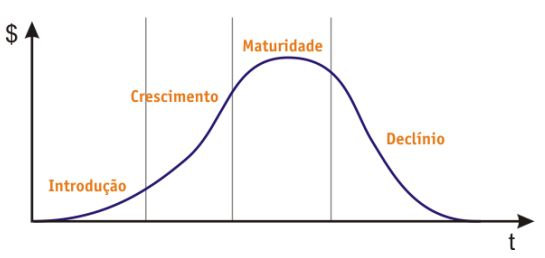 $
Maturidade
Crescimento
Declínio
Introdução
t